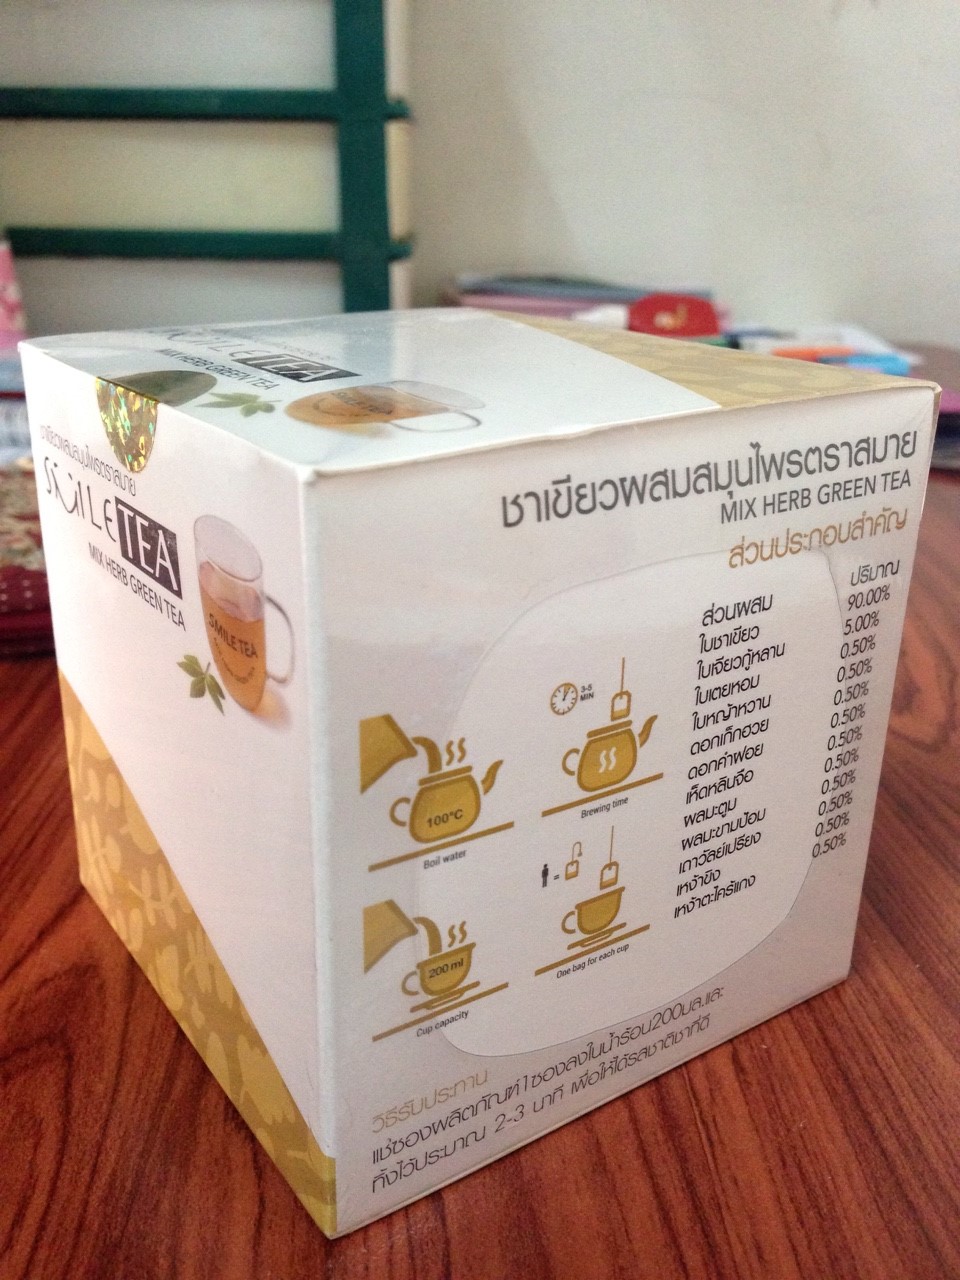 SMILE TEA
MIX HERB GREEN TEA
SMILE TEA
ชาเขียวผสมสมุนไพรตราสมาย
SMILE TEA
MIX HERB GREEN TEA
SMILE TEA
ชาเขียวผสมสมุนไพรตราสมาย
MIX HERB GREEN TEA
ส่วนประกอบสำคัญ
ส่วนผสม ปริมาณ
ใบชาเขียว 90.00%
ใบเจียวกู้หลาน 5.00%
ใบเตยหอม 0.50%
ใบหญ้าหวาน 0.50%
ดอกเก็กฮวย 0.50%
ดอกคำฝอย 0.50%
เห็ดหลินจือ 0.50%
ผลมะตูม 0.50%
ผลมะขามป้อม 0.50%
เถาวัลย์เปรียง 0.50%
เหง้าขิง 0.50%
เหง้าตะไคร้แกง 0.50%
100°C
Boil water
3-5
MIN
Brewing time
200 ml
Cup capacity
=
One bag for each cup
วิธีรับประทาน
แช่ซองผลิตภัณฑ์ 1 ซองลงในน้ำร้อน200มล.และ
ทิ้งไว้ประมาณ 2-3 นาที เพื่อให้ได้รสชาติชาที่ดี